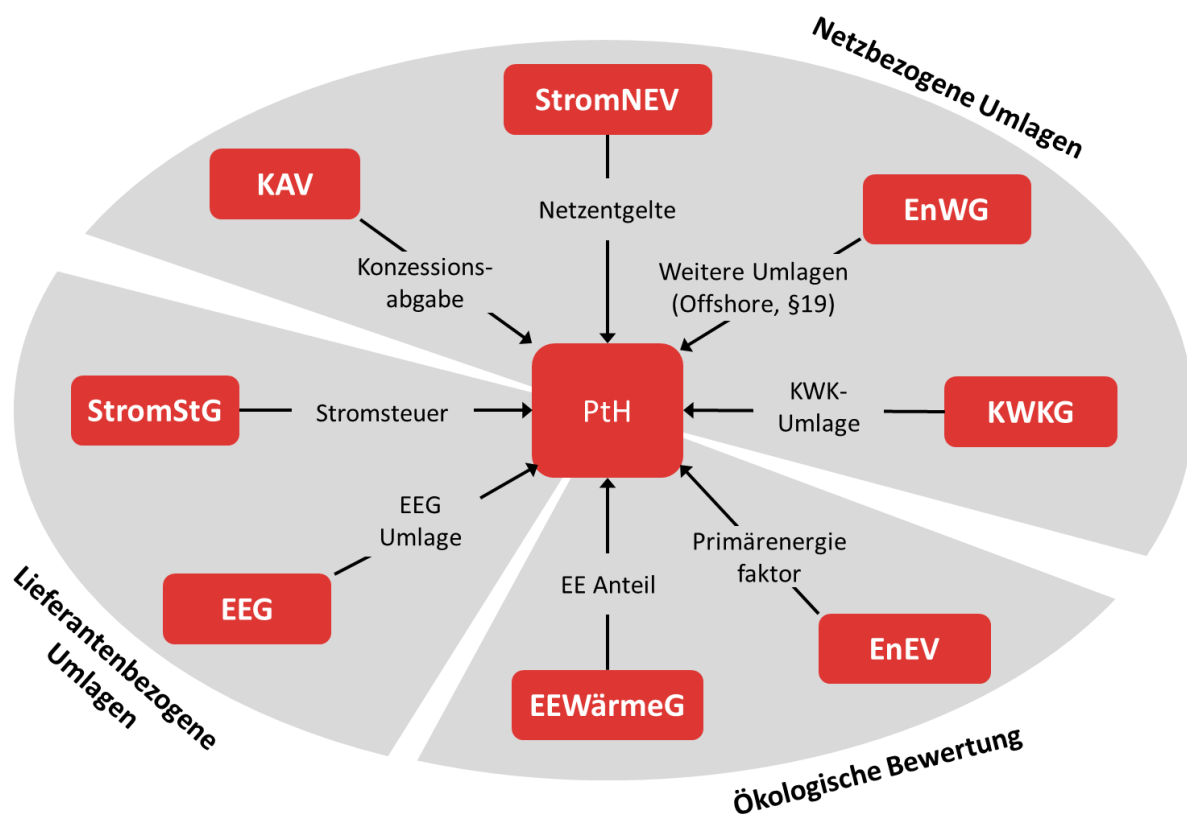 Netzbezogene Umlagen
StromNEV
KAV
EnWG
Netzentgelte
Konzessions-
abgabe
Weitere Umlagen
(Offshore, §19)
StromStG
Stromsteuer
PtH
KWK-
Umlage
KWKG
EEG
Umlage
EEG
Primärenergie
faktor
EE Anteil
EnEV
EEWärmeG
Lieferantenbezogene
Umlagen
Ökologische Bewertung